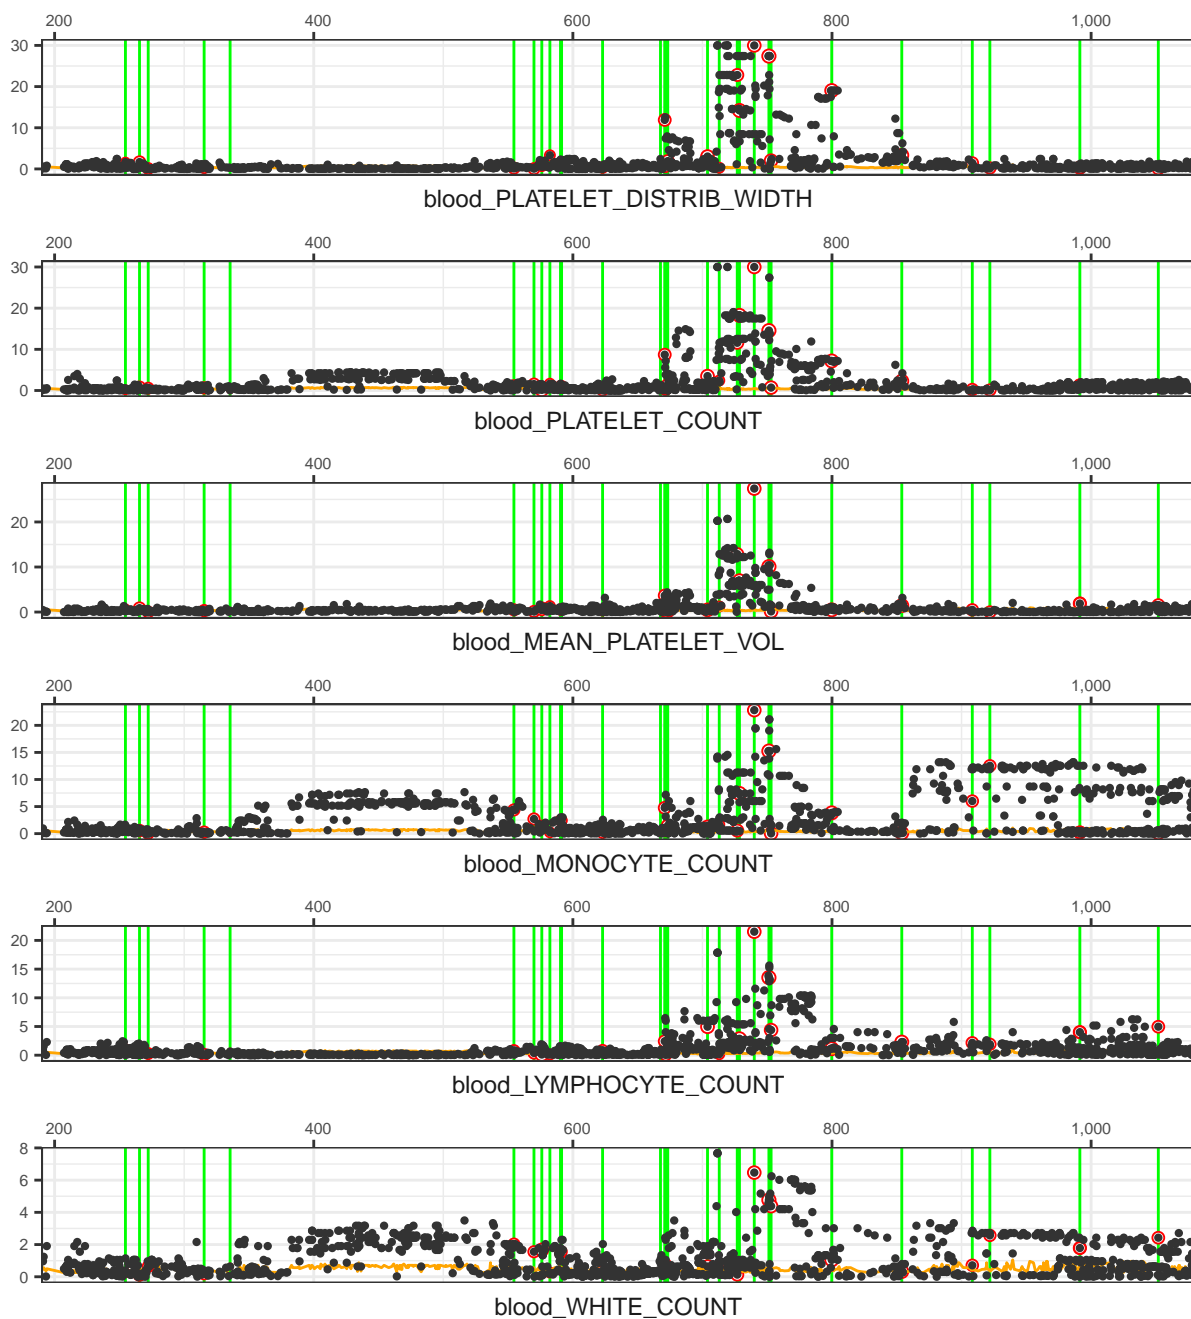 200 400 600 800 1,000
30
20
10
0
blood_PLATELET_DISTRIB_WIDTH
200 400 600 800 1,000
30
20
10
0
blood_PLATELET_COUNT
200 400 600 800 1,000
20
10
0
blood_MEAN_PLATELET_VOL
200 400 600 800 1,000
20
15
10
5
0
blood_MONOCYTE_COUNT
200 400 600 800 1,000
20
15
10
5
0
blood_LYMPHOCYTE_COUNT
200 400 600 800 1,000
8
6
4
2
0
blood_WHITE_COUNT